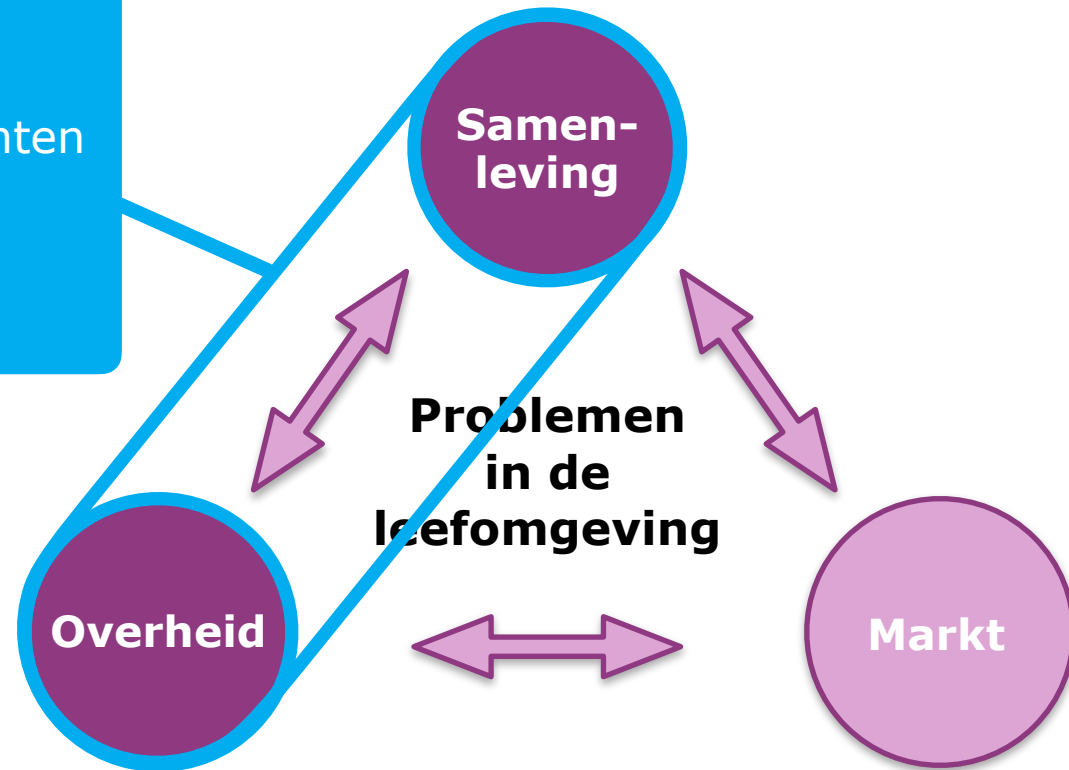 nten
Samen-
leving
Problemen
in de
leefomgeving
Overheid
Markt